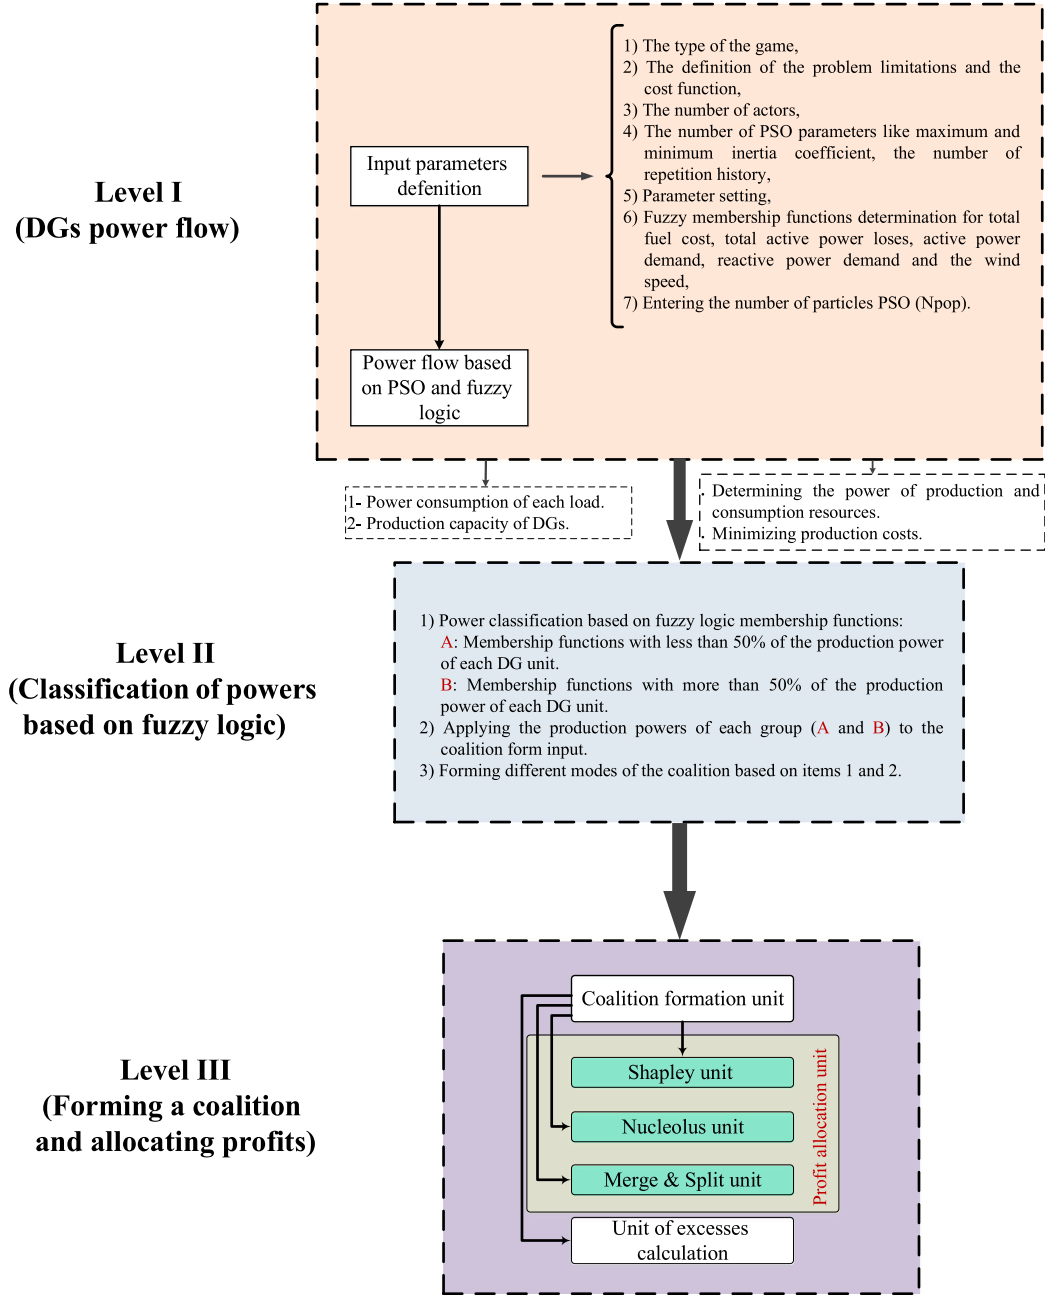 Level I
(DGs power flow)
Input parameters
defenition
1) The type of the game,
2) The definition of the problem limitations and the
cost function,
3) The number of actors,
4) The number of PSO parameters like maximum and
minimum inertia coefficient, the number of
repetition history,
5) Parameter setting,
6) Fuzzy membership functions determination for total
fuel cost, total active power loses, active power
demand, reactive power demand and the wind
speed,
7) Entering the number of particles PSO (Npop).
Power flow based
on PSO and fuzzy
logic
1- Power consumption of each load.
2- Production capacity of DGs.
. Determining the power of production and
consumption resources.
. Minimizing production costs.
Level II
(Classification of powers
based on fuzzy logic)
1) Power classification based on fuzzy logic membership functions:
A: Membership functions with less than 50% of the production power
of each DG unit.
B: Membership functions with more than 50% of the production
power of each DG unit.
2) Applying the production powers of each group (A and B) to the
coalition form input.
3) Forming different modes of the coalition based on items 1 and 2.
Level III
(Forming a coalition
and allocating profits)
Coalition formation unit
Shapley unit
Nucleolus unit
Merge & Split unit
Profit allocation unit
Unit of excesses
calculation